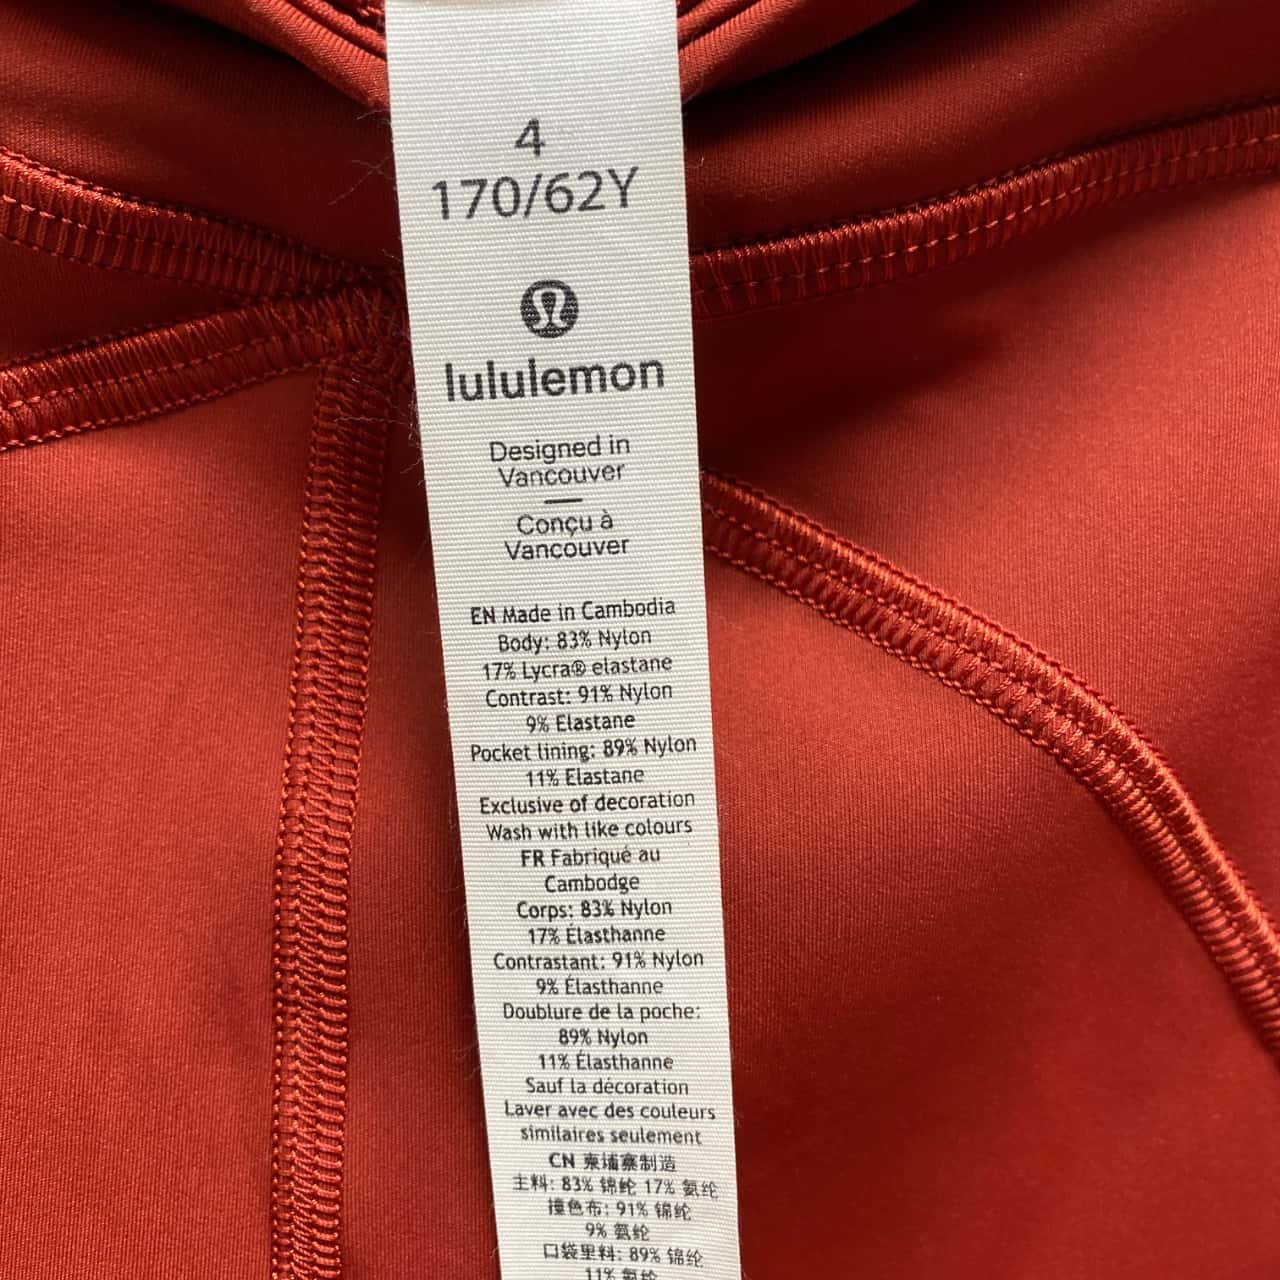 4
170/62Y
lululemon
Designed in
Vancouver
Conçu à
Vancouver
EN Made in Cambodia
Body: 83% Nylon
17% Lycra® elastane
Contrast: 91% Nylon
9% Elastane
Pocket lining: 89% Nylon
11% Elastane
Exclusive of decoration
Wash with like colours
FR Fabriqué au
Cambodge
Corps: 83% Nylon
17% Élasthanne
Contrastant: 91% Nylon
9% Élasthanne
Doublure de la poche:
89% Nylon
11% Élasthanne
Sauf la décoration
Laver avec des couleurs
similaires seulement
CN 柬埔寨制造
主料: 83% 锦纶 17% 氨纶
撞色布: 91% 锦纶
9% 氨纶
口袋里料: 89% 锦纶
11% 氨纶